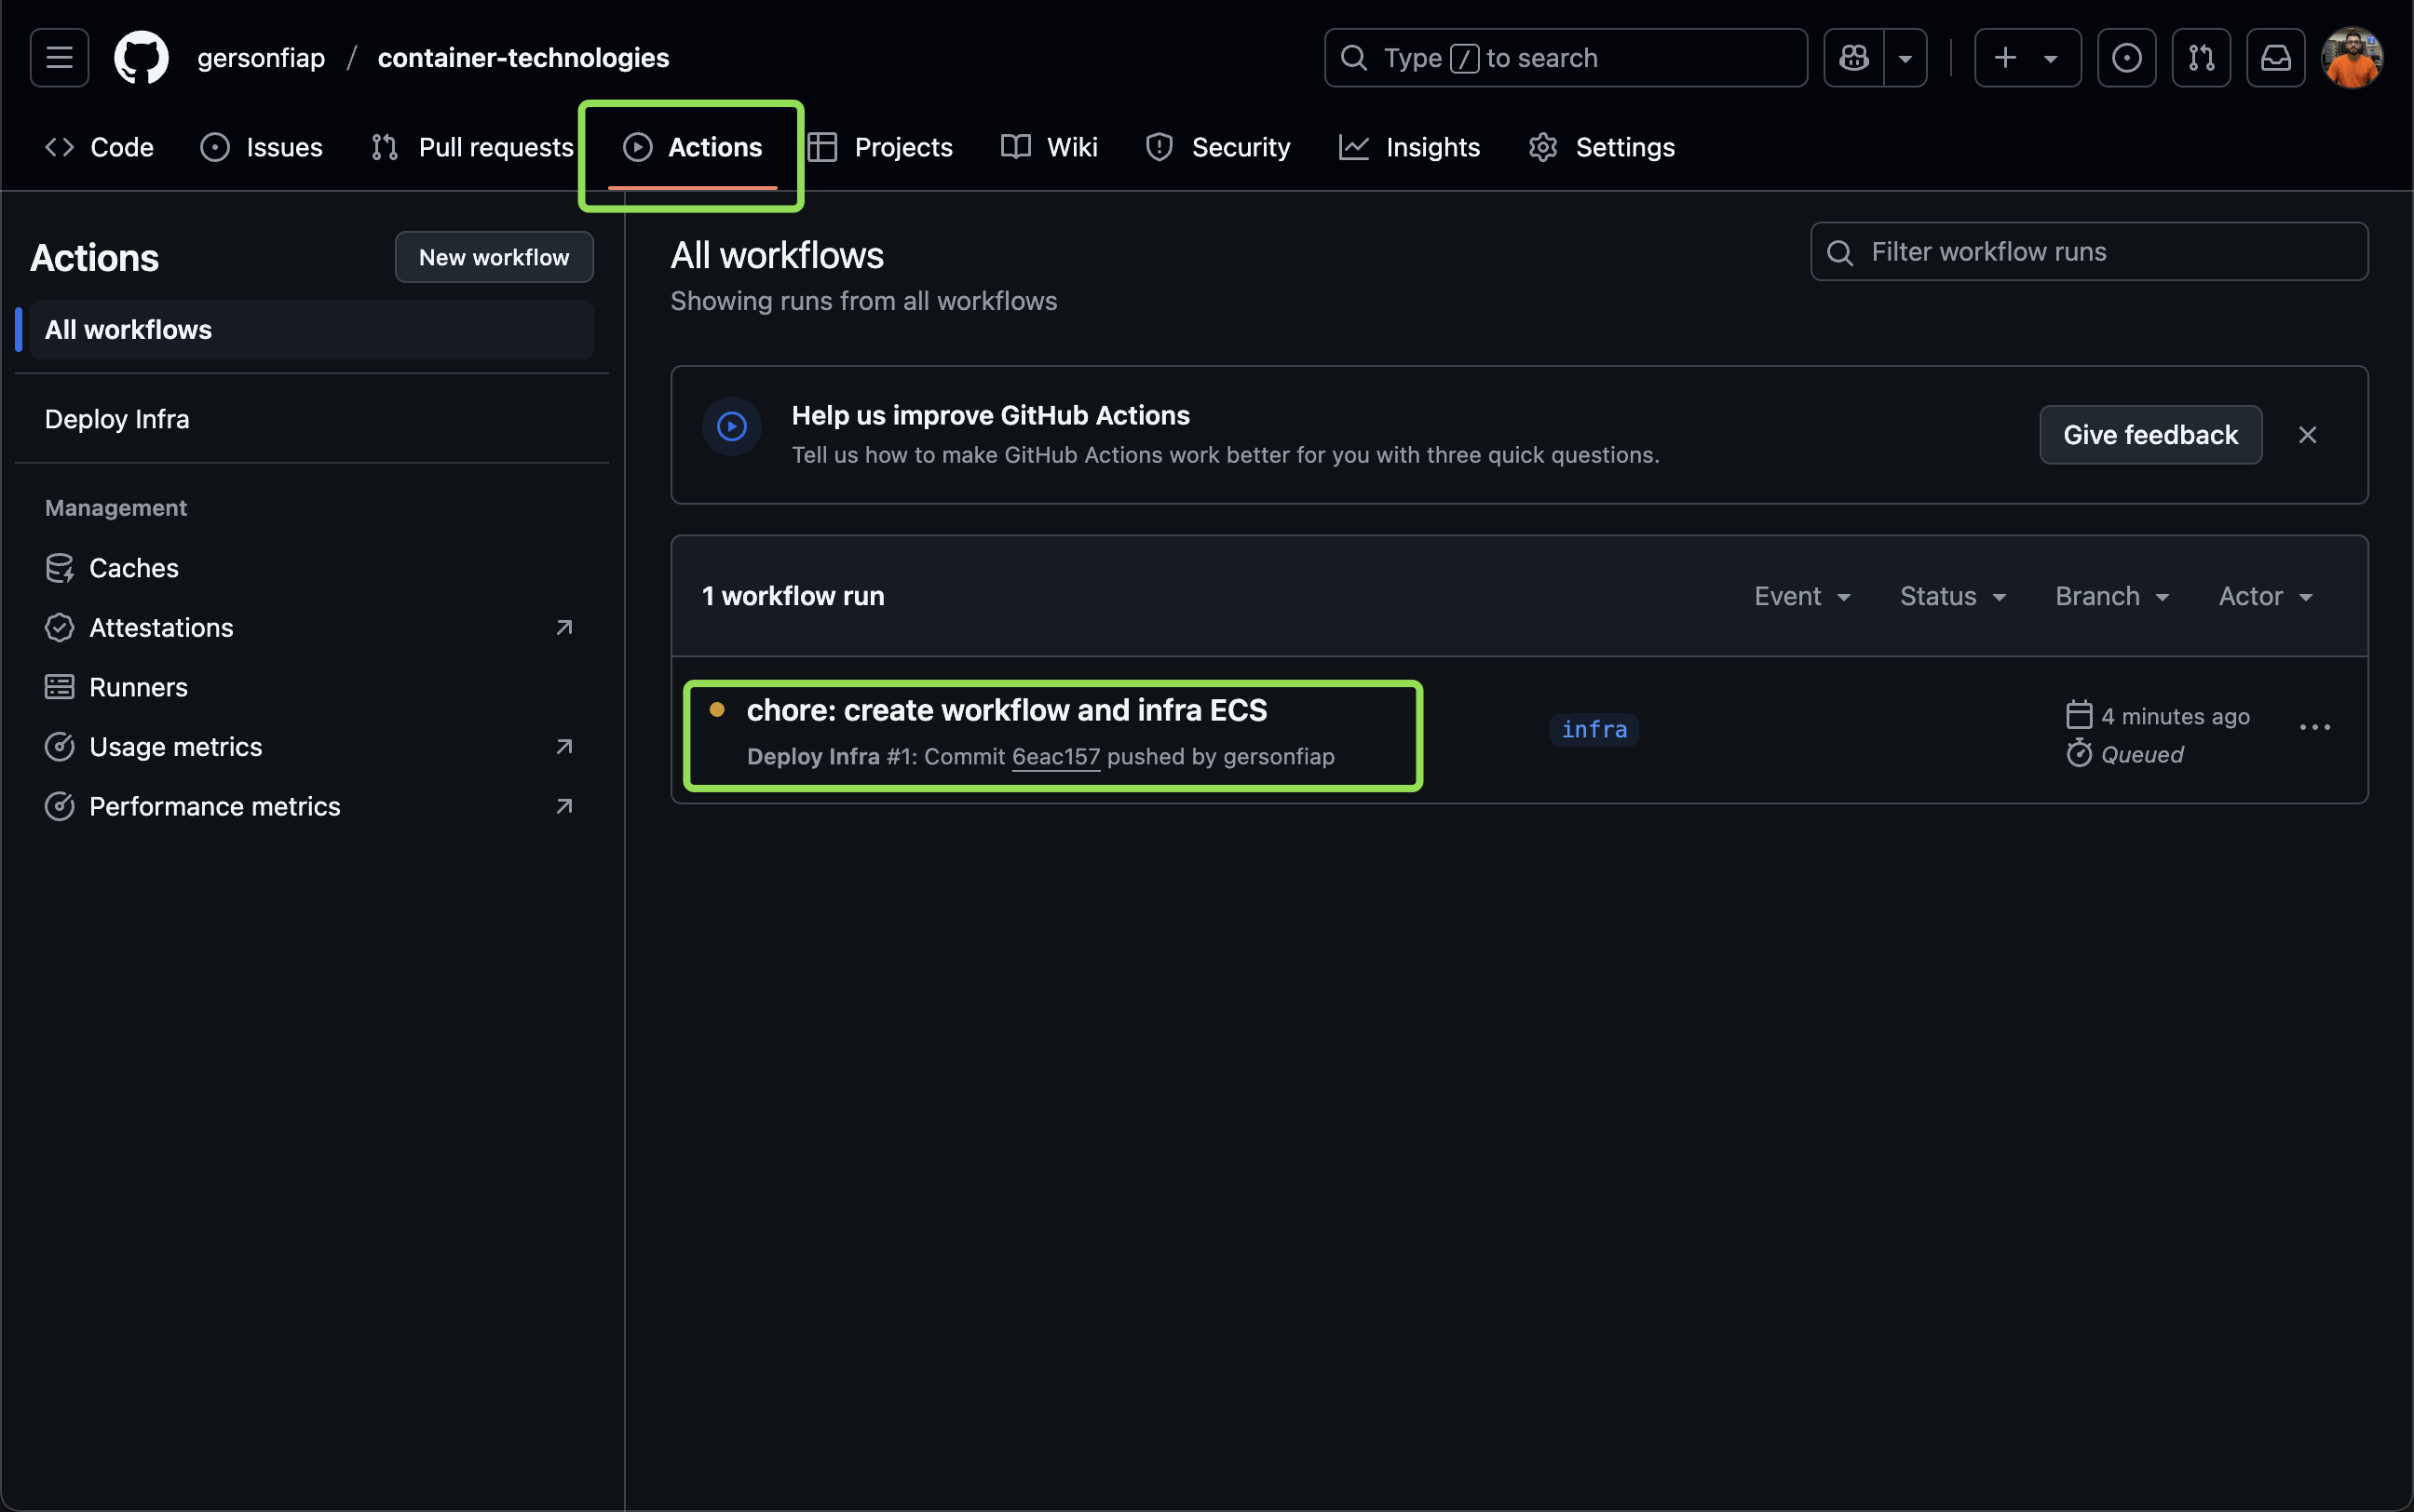 gersonfiap / container-technologies
Type / to search
Code Issues Pull requests Actions Projects Wiki Security Insights Settings
Actions
New workflow
All workflows
Deploy Infra
Management
Caches
Attestations
Runners
Usage metrics
Performance metrics
All workflows
Showing runs from all workflows
Filter workflow runs
Help us improve GitHub Actions
Tell us how to make GitHub Actions work better for you with three quick questions.
Give feedback
1 workflow run
Event Status Branch Actor
chore: create workflow and infra ECS
Deploy Infra #1: Commit 6eac157 pushed by gersonfiap
infra
4 minutes ago
Queued